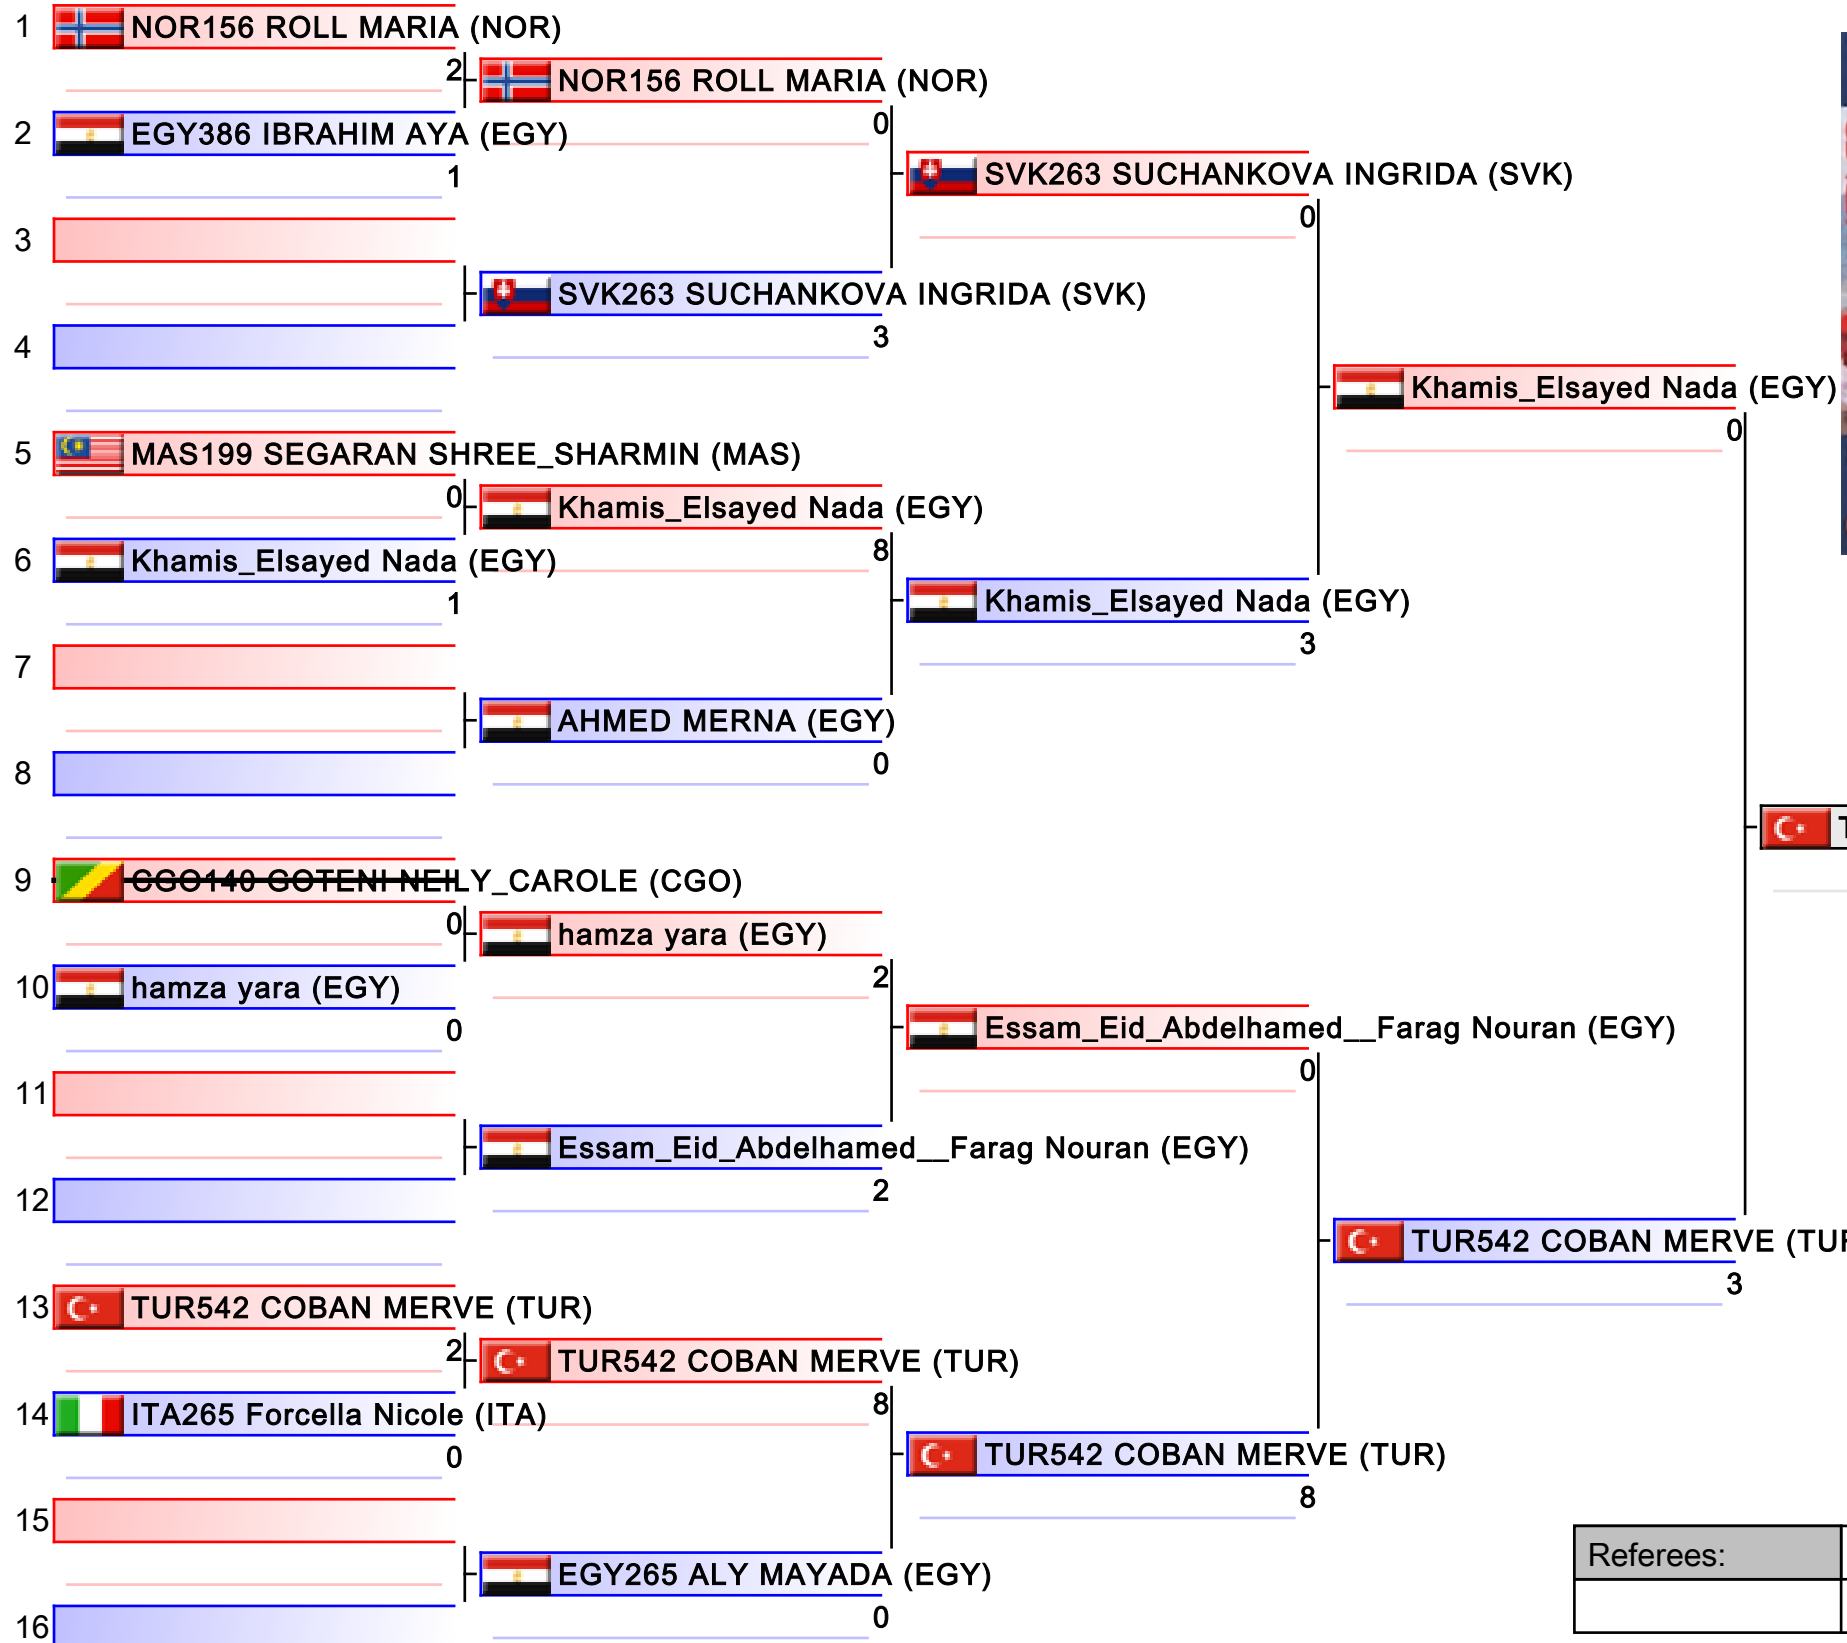 1 NOR156 ROLL MARIA (NOR)
2
NOR156 ROLL MARIA (NOR)
0
2 EGY386 IBRAHIM AYA (EGY)
1
SVK263 SUCHANKOVA INGRIDA (SVK)
0
3
SVK263 SUCHANKOVA INGRIDA (SVK)
3
4
Khamis_Elsayed Nada (EGY)
0
5 MAS199 SEGARAN SHREE_SHARMIN (MAS)
0
Khamis_Elsayed Nada (EGY)
8
6 Khamis_Elsayed Nada (EGY)
1
Khamis_Elsayed Nada (EGY)
3
7
AHMED MERNA (EGY)
0
8
T
9 CGO140 GOTENI NEILY_CAROLE (CGO)
0
hamza yara (EGY)
2
10 hamza yara (EGY)
0
Essam_Eid_Abdelhamed__Farag Nouran (EGY)
0
11
Essam_Eid_Abdelhamed__Farag Nouran (EGY)
2
12
TUR542 COBAN MERVE (TUR
3
13 TUR542 COBAN MERVE (TUR)
2
TUR542 COBAN MERVE (TUR)
8
14 ITA265 Forcella Nicole (ITA)
0
TUR542 COBAN MERVE (TUR)
8
15
Referees:
EGY265 ALY MAYADA (EGY)
0
16